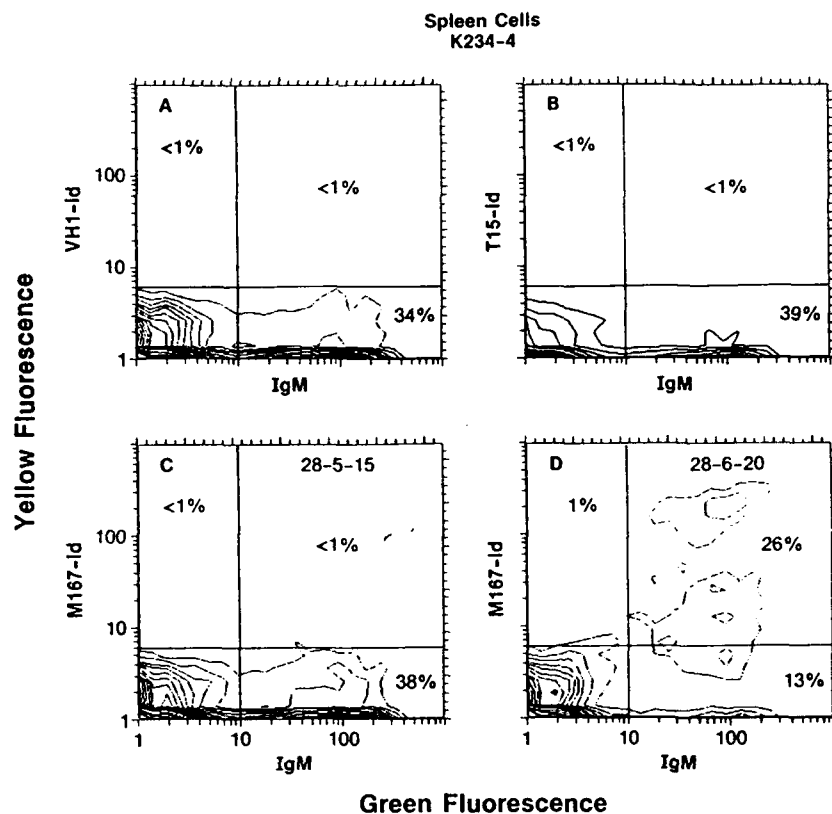 Spleen Cells
K234-4
A
<1%
<1%
34%
VH1-Id
100
10
1
IgM
B
<1%
<1%
39%
T15-Id
IgM
Yellow Fluorescence
C
28-5-15
<1%
<1%
38%
M167-Id
100
10
1
1
10
100
IgM
D
28-6-20
1%
26%
13%
M167-Id
1
10
100
IgM
Green Fluorescence